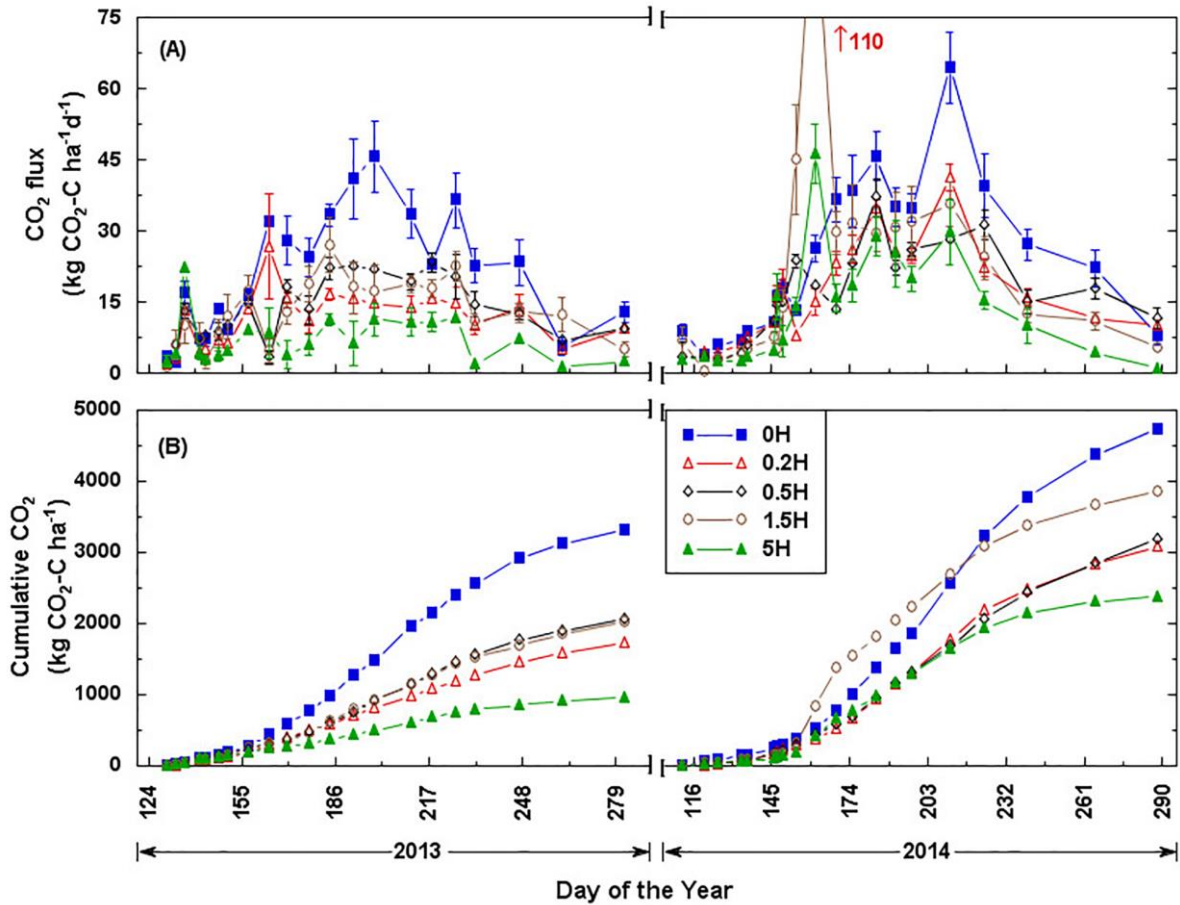 (A)
↑110
75
60
45
30
15
0
CO₂ flux
(kg CO₂-C ha⁻¹d⁻¹)
(B)
0H
0.2H
0.5H
1.5H
5H
5000
4000
3000
2000
1000
0
Cumulative CO₂
(kg CO₂-C ha⁻¹)
124 155 186 217 248 279 116 145 174 203 232 261 290
2013 2014
Day of the Year